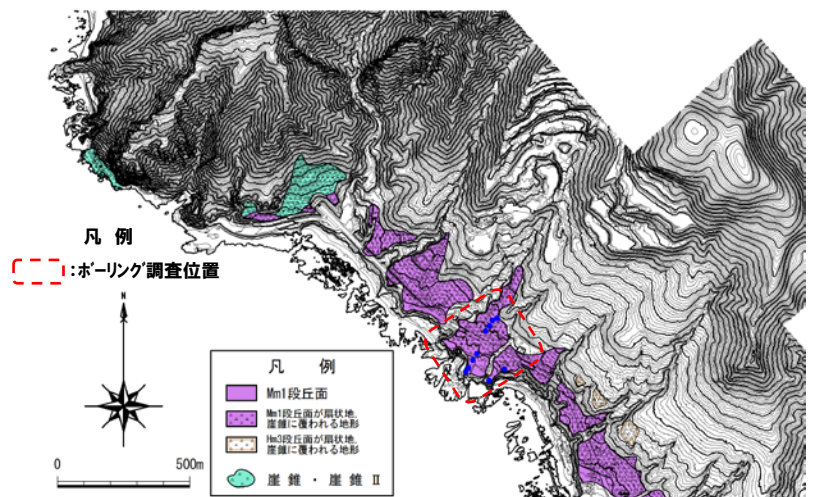 凡 例
:ボーリング調査位置
N
0 500m
凡 例
Mm1段丘面
Mm1段丘面が扇状地、
崖錐に覆われる地形
Hm3段丘面が扇状地、
崖錐に覆われる地形
崖 錐 ・ 崖 錐 Ⅱ